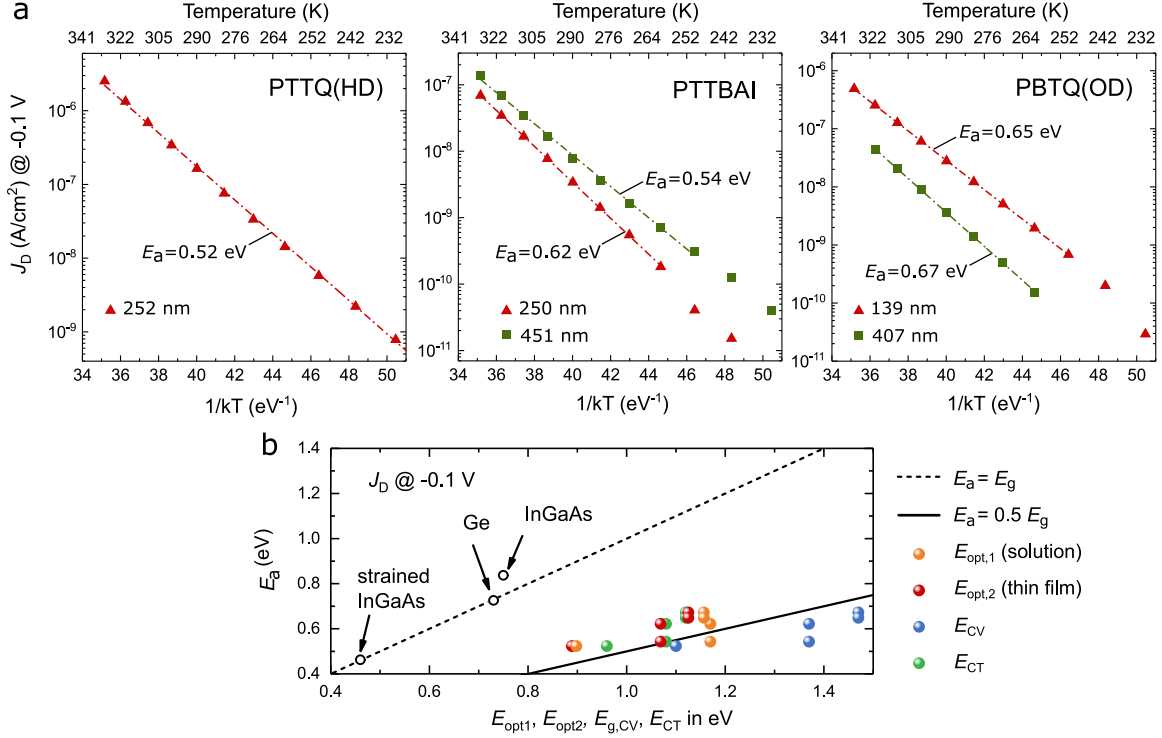 a
Temperature (K)
341 322 305 290 276 264 252 242 232
PTTQ(HD)
J_D (A/cm²) @ -0.1 V
10⁻⁶
10⁻⁷
10⁻⁸
10⁻⁹
E_a=0.52 eV
252 nm
34 36 38 40 42 44 46 48 50
1/kT (eV⁻¹)
Temperature (K)
341 322 305 290 276 264 252 242 232
PTTBAI
10⁻⁷
10⁻⁸
10⁻⁹
10⁻¹⁰
10⁻¹¹
E_a=0.54 eV
E_a=0.62 eV
250 nm
451 nm
34 36 38 40 42 44 46 48 50
1/kT (eV⁻¹)
Temperature (K)
341 322 305 290 276 264 252 242 232
PBTQ(OD)
10⁻⁶
10⁻⁷
10⁻⁸
10⁻⁹
10⁻¹⁰
10⁻¹¹
E_a=0.65 eV
E_a=0.67 eV
139 nm
407 nm
34 36 38 40 42 44 46 48 50
1/kT (eV⁻¹)
b
J_D @ -0.1 V
E_a (eV)
1.4
1.2
1.0
0.8
0.6
0.4
InGaAs
Ge
strained
InGaAs
0.4 0.6 0.8 1.0 1.2 1.4
E_opt1, E_opt2, E_g,CV, E_CT in eV
E_a = E_g
E_a = 0.5 E_g
E_opt,1 (solution)
E_opt,2 (thin film)
E_CV
E_CT